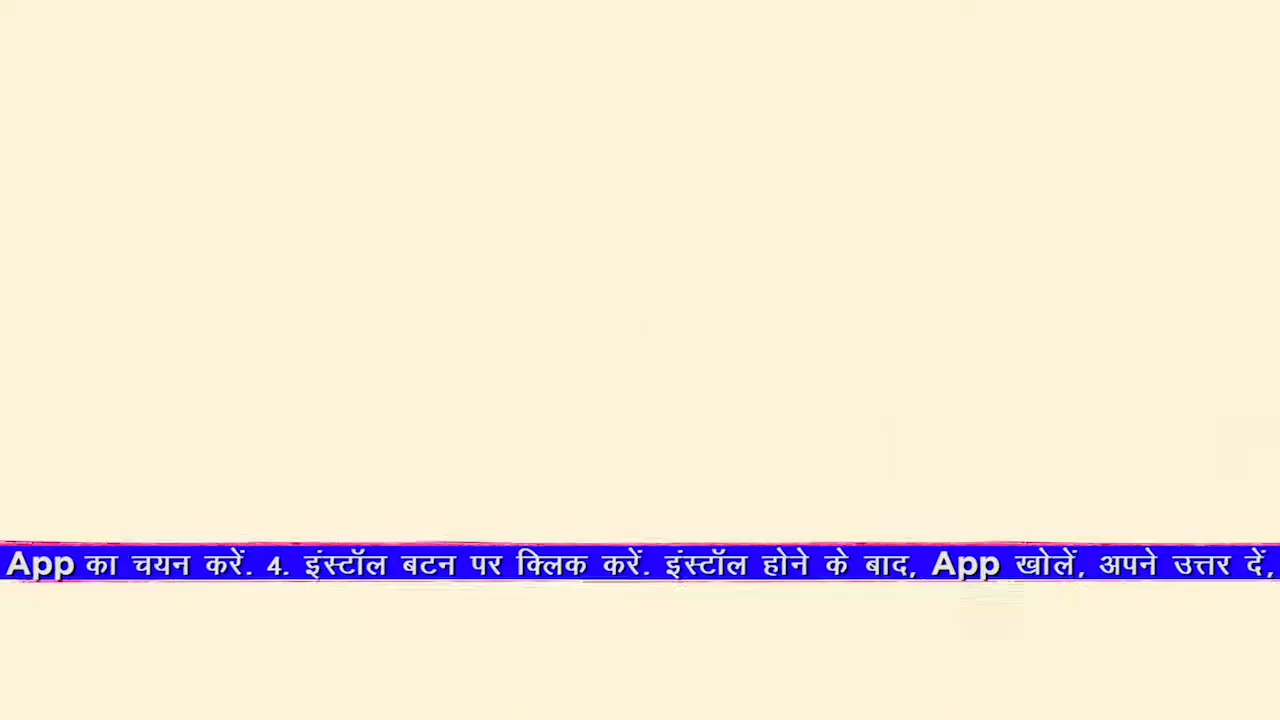 App का चयन करें. 4. इंस्टॉल बटन पर क्लिक करें. इंस्टॉल होने के बाद, App खोलें, अपने उत्तर दें,